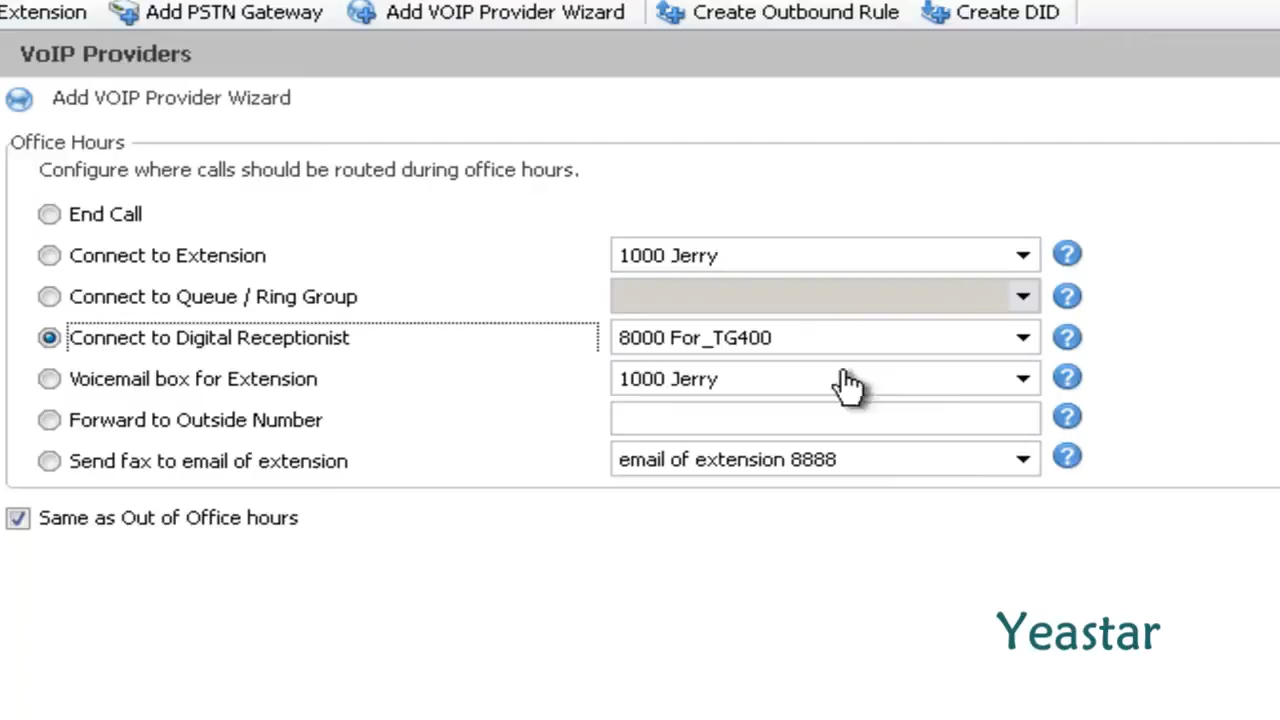 Extension Add PSTN Gateway Add VOIP Provider Wizard Create Outbound Rule Create DID
VoIP Providers
Add VOIP Provider Wizard
Office Hours
Configure where calls should be routed during office hours.
End Call
Connect to Extension 1000 Jerry ?
Connect to Queue / Ring Group ?
Connect to Digital Receptionist 8000 For_TG400 ?
Voicemail box for Extension 1000 Jerry ?
Forward to Outside Number ?
Send fax to email of extension email of extension 8888 ?
Same as Out of Office hours
Yeastar